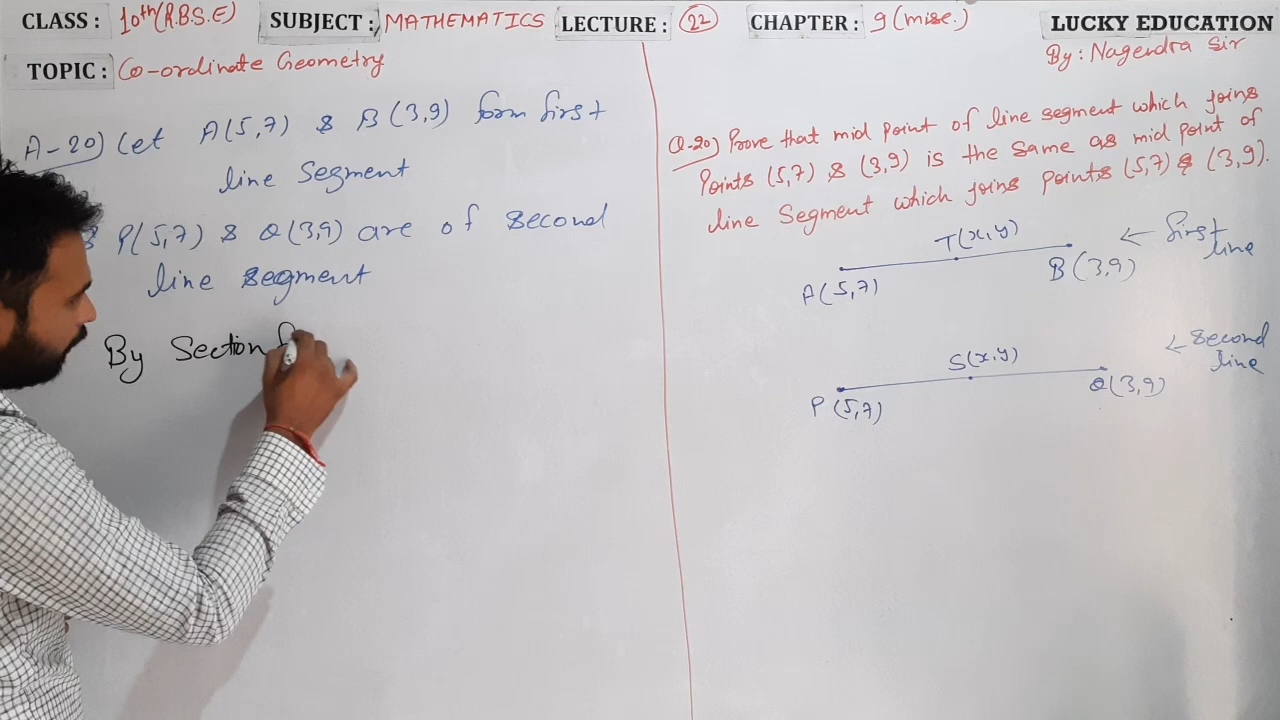 CLASS : 10th (R.B.S.E) SUBJECT : MATHEMATICS LECTURE : 22 CHAPTER : 9 (misc.) LUCKY EDUCATION
By : Nagendra Sir
TOPIC : Co-ordinate Geometry
A-20) Let A(5,7) & B(3,9) form first
line segment
& P(5,7) & Q(3,9) are of second
line segment
By Section f
Q-20) Prove that mid point of line segment which joins
Points (5,7) & (3,9) is the same as mid point of
line Segment which joins points (5,7) & (3,9).
T(x,y)
A(5,7)
B(3,9)
← first
line
S(x,y)
P(5,7)
Q(3,9)
← second
line